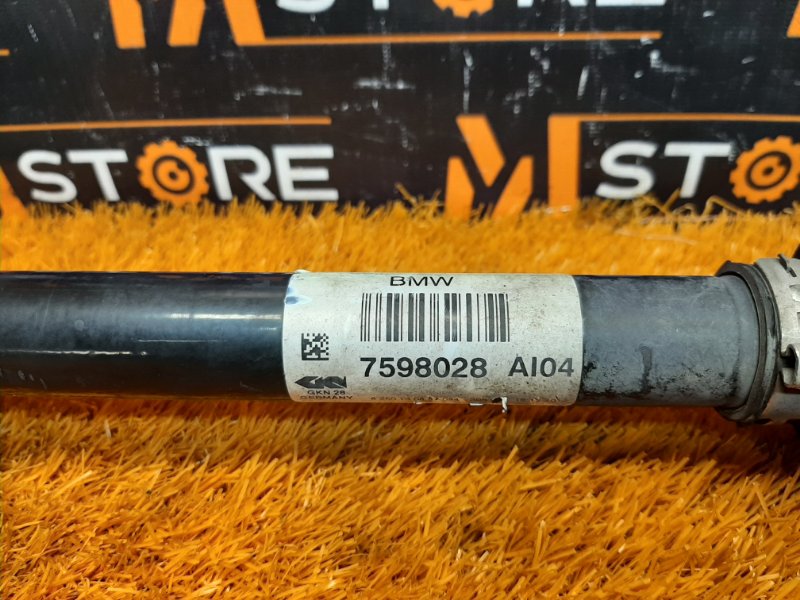 STORE
STORE
BMW
7598028 AI04
GKN
GKN 28
GERMANY